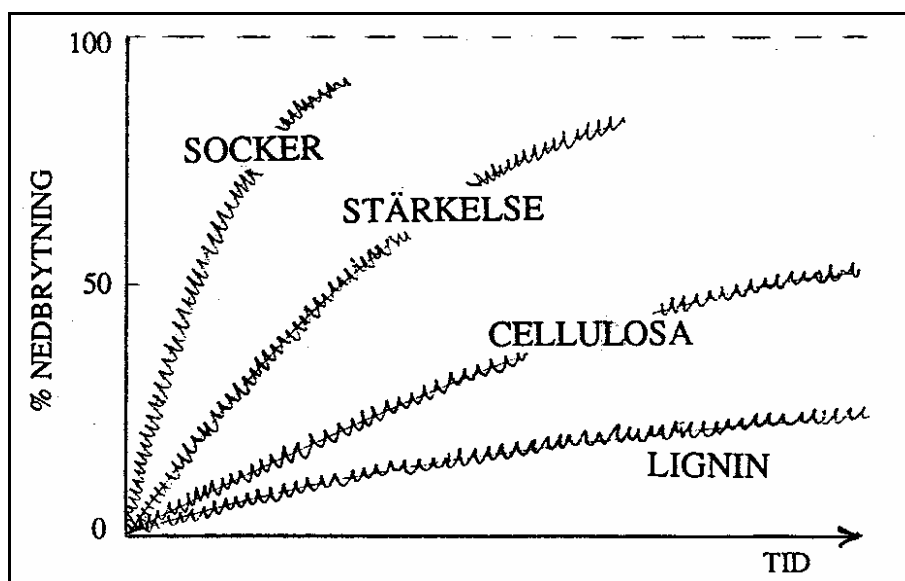 100
SOCKER
STÄRKELSE
% NEDBRYTNING
50
CELLULOSA
LIGNIN
0
TID